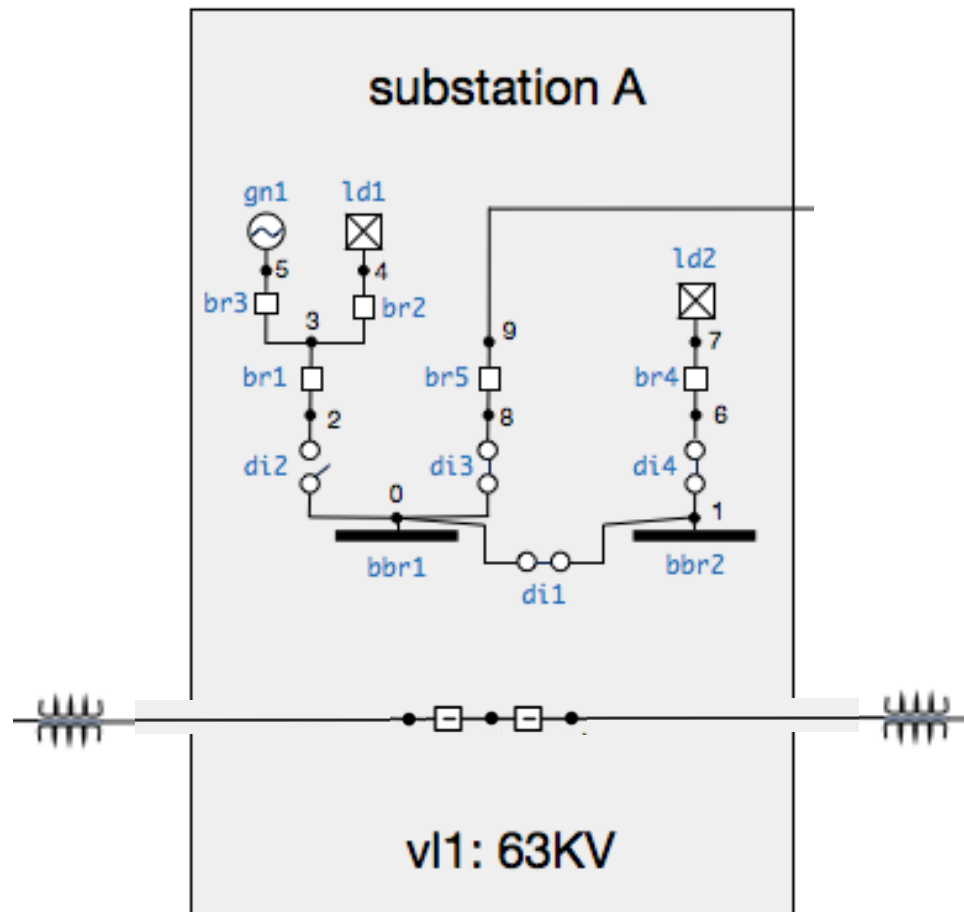 substation A
gn1 ld1
ld2
5 4
br3 br2
3 9 7
br1 br5 br4
2 8 6
di2 di3 di4
0 1
bbr1 bbr2
di1
vl1: 63KV